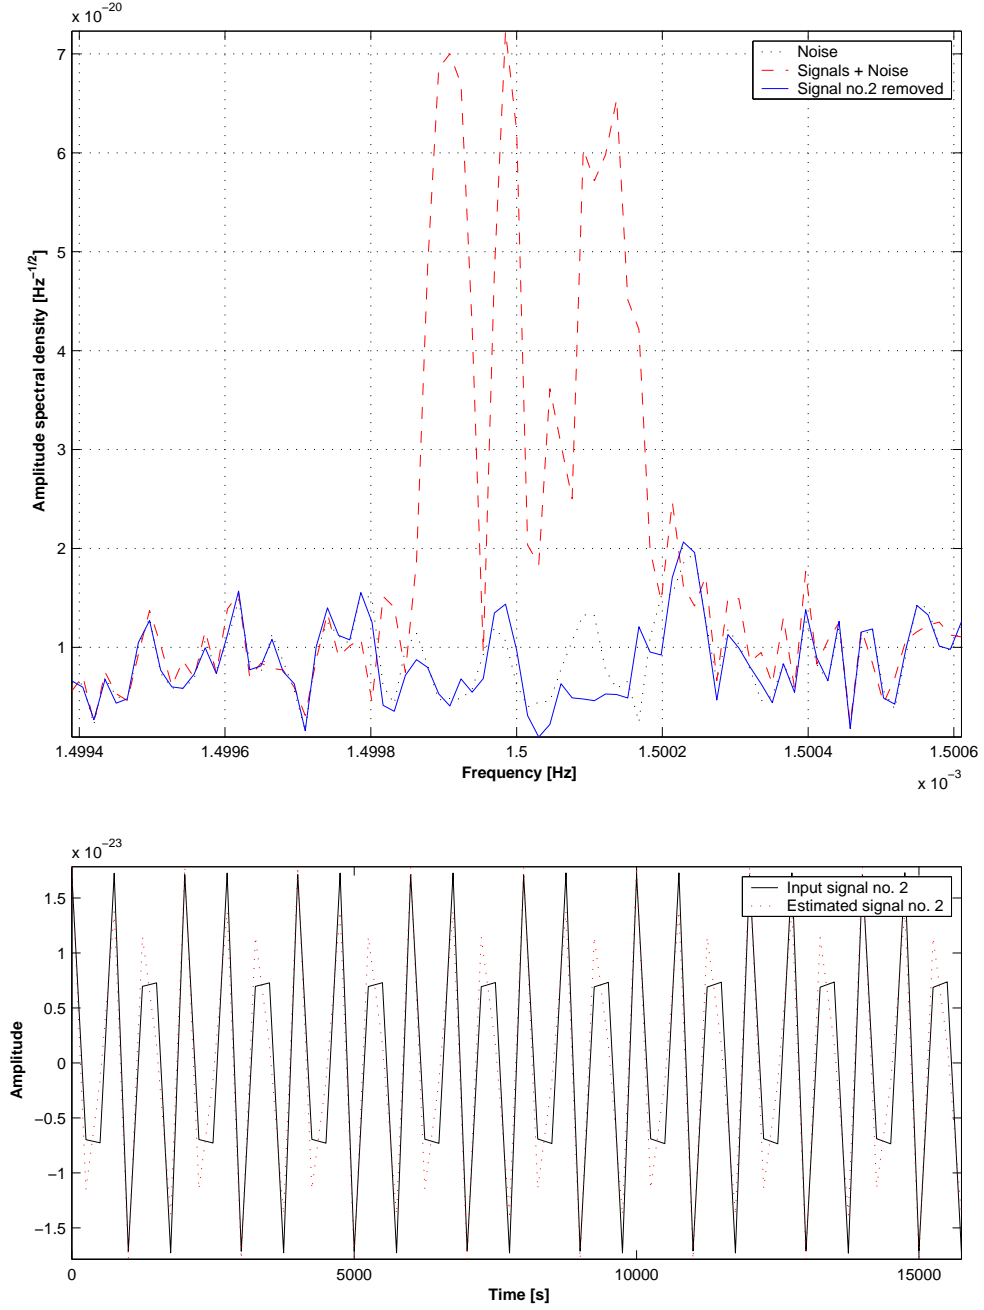 x 10−20
7
6
5
4
3
2
1
Amplitude spectral density [Hz−1/2]
Noise
Signals + Noise
Signal no.2 removed
1.4994 1.4996 1.4998 1.5 1.5002 1.5004 1.5006
Frequency [Hz]
x 10−3
x 10−23
1.5
1
0.5
0
−0.5
−1
−1.5
Amplitude
Input signal no. 2
Estimated signal no. 2
0 5000 10000 15000
Time [s]